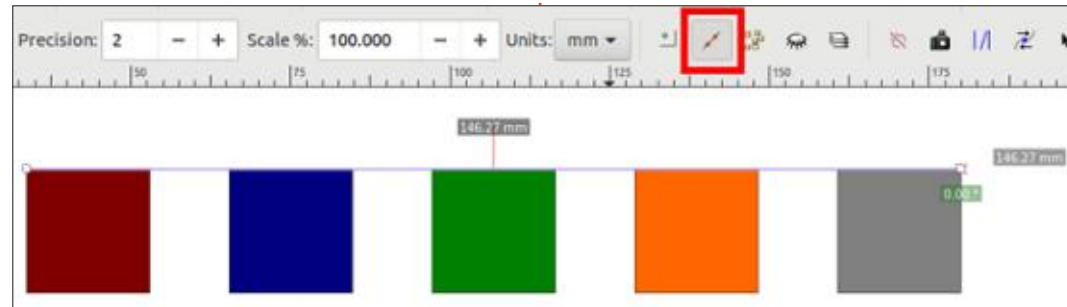 Precision: 2 − + Scale %: 100.000 − + Units: mm
50 75 100 125 150 175
146.27 mm
146.27 mm
0.00 °